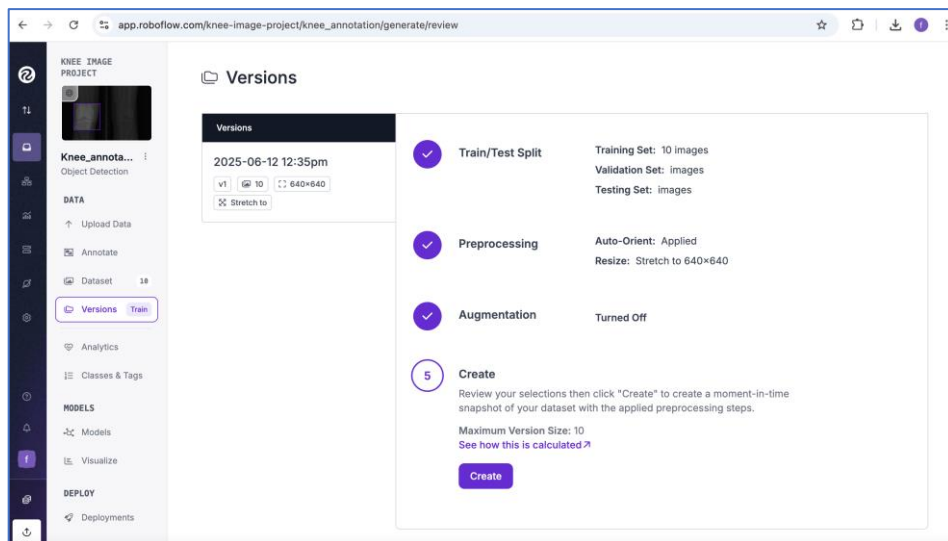 app.roboflow.com/knee-image-project/knee_annotation/generate/review
f
KNEE IMAGE
PROJECT
Knee_annota...
Object Detection
DATA
Upload Data
Annotate
Dataset 10
Versions Train
Analytics
Classes & Tags
MODELS
Models
Visualize
DEPLOY
Deployments
f
Versions
Versions
2025-06-12 12:35pm
v1 10 640×640
Stretch to
Train/Test Split
Training Set: 10 images
Validation Set: images
Testing Set: images
Preprocessing
Auto-Orient: Applied
Resize: Stretch to 640×640
Augmentation
Turned Off
5 Create
Review your selections then click "Create" to create a moment-in-time
snapshot of your dataset with the applied preprocessing steps.
Maximum Version Size: 10
See how this is calculated
Create